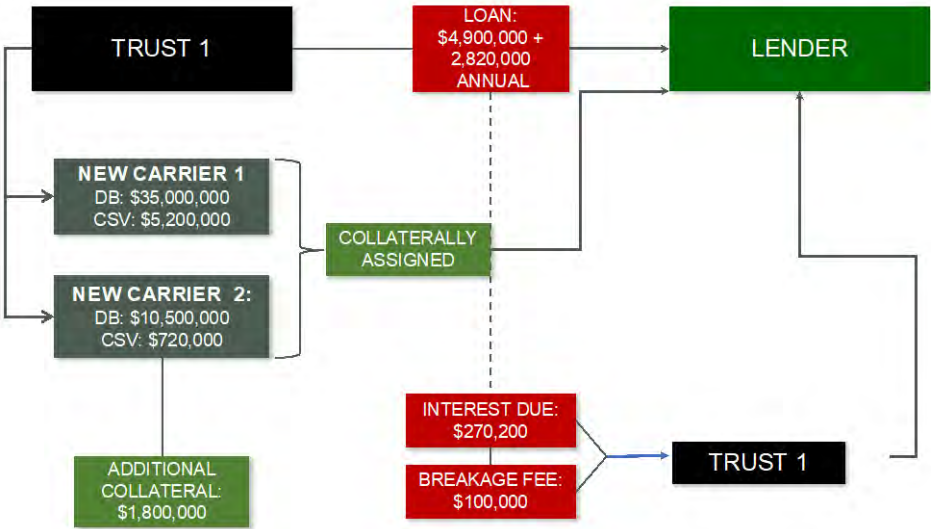 TRUST 1
LOAN:
$4,900,000 +
2,820,000
ANNUAL
LENDER
NEW CARRIER 1
DB: $35,000,000
CSV: $5,200,000
COLLATERALLY
ASSIGNED
NEW CARRIER 2:
DB: $10,500,000
CSV: $720,000
INTEREST DUE:
$270,200
BREAKAGE FEE:
$100,000
TRUST 1
ADDITIONAL
COLLATERAL:
$1,800,000